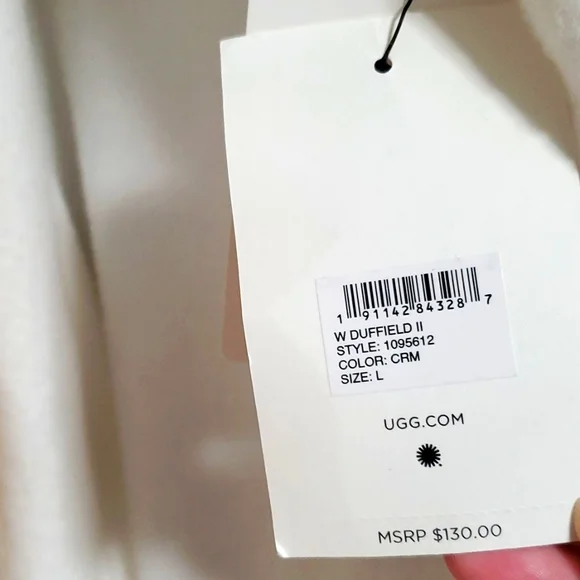 1 91142 84328 7
W DUFFIELD II
STYLE: 1095612
COLOR: CRM
SIZE: L
UGG.COM
MSRP $130.00